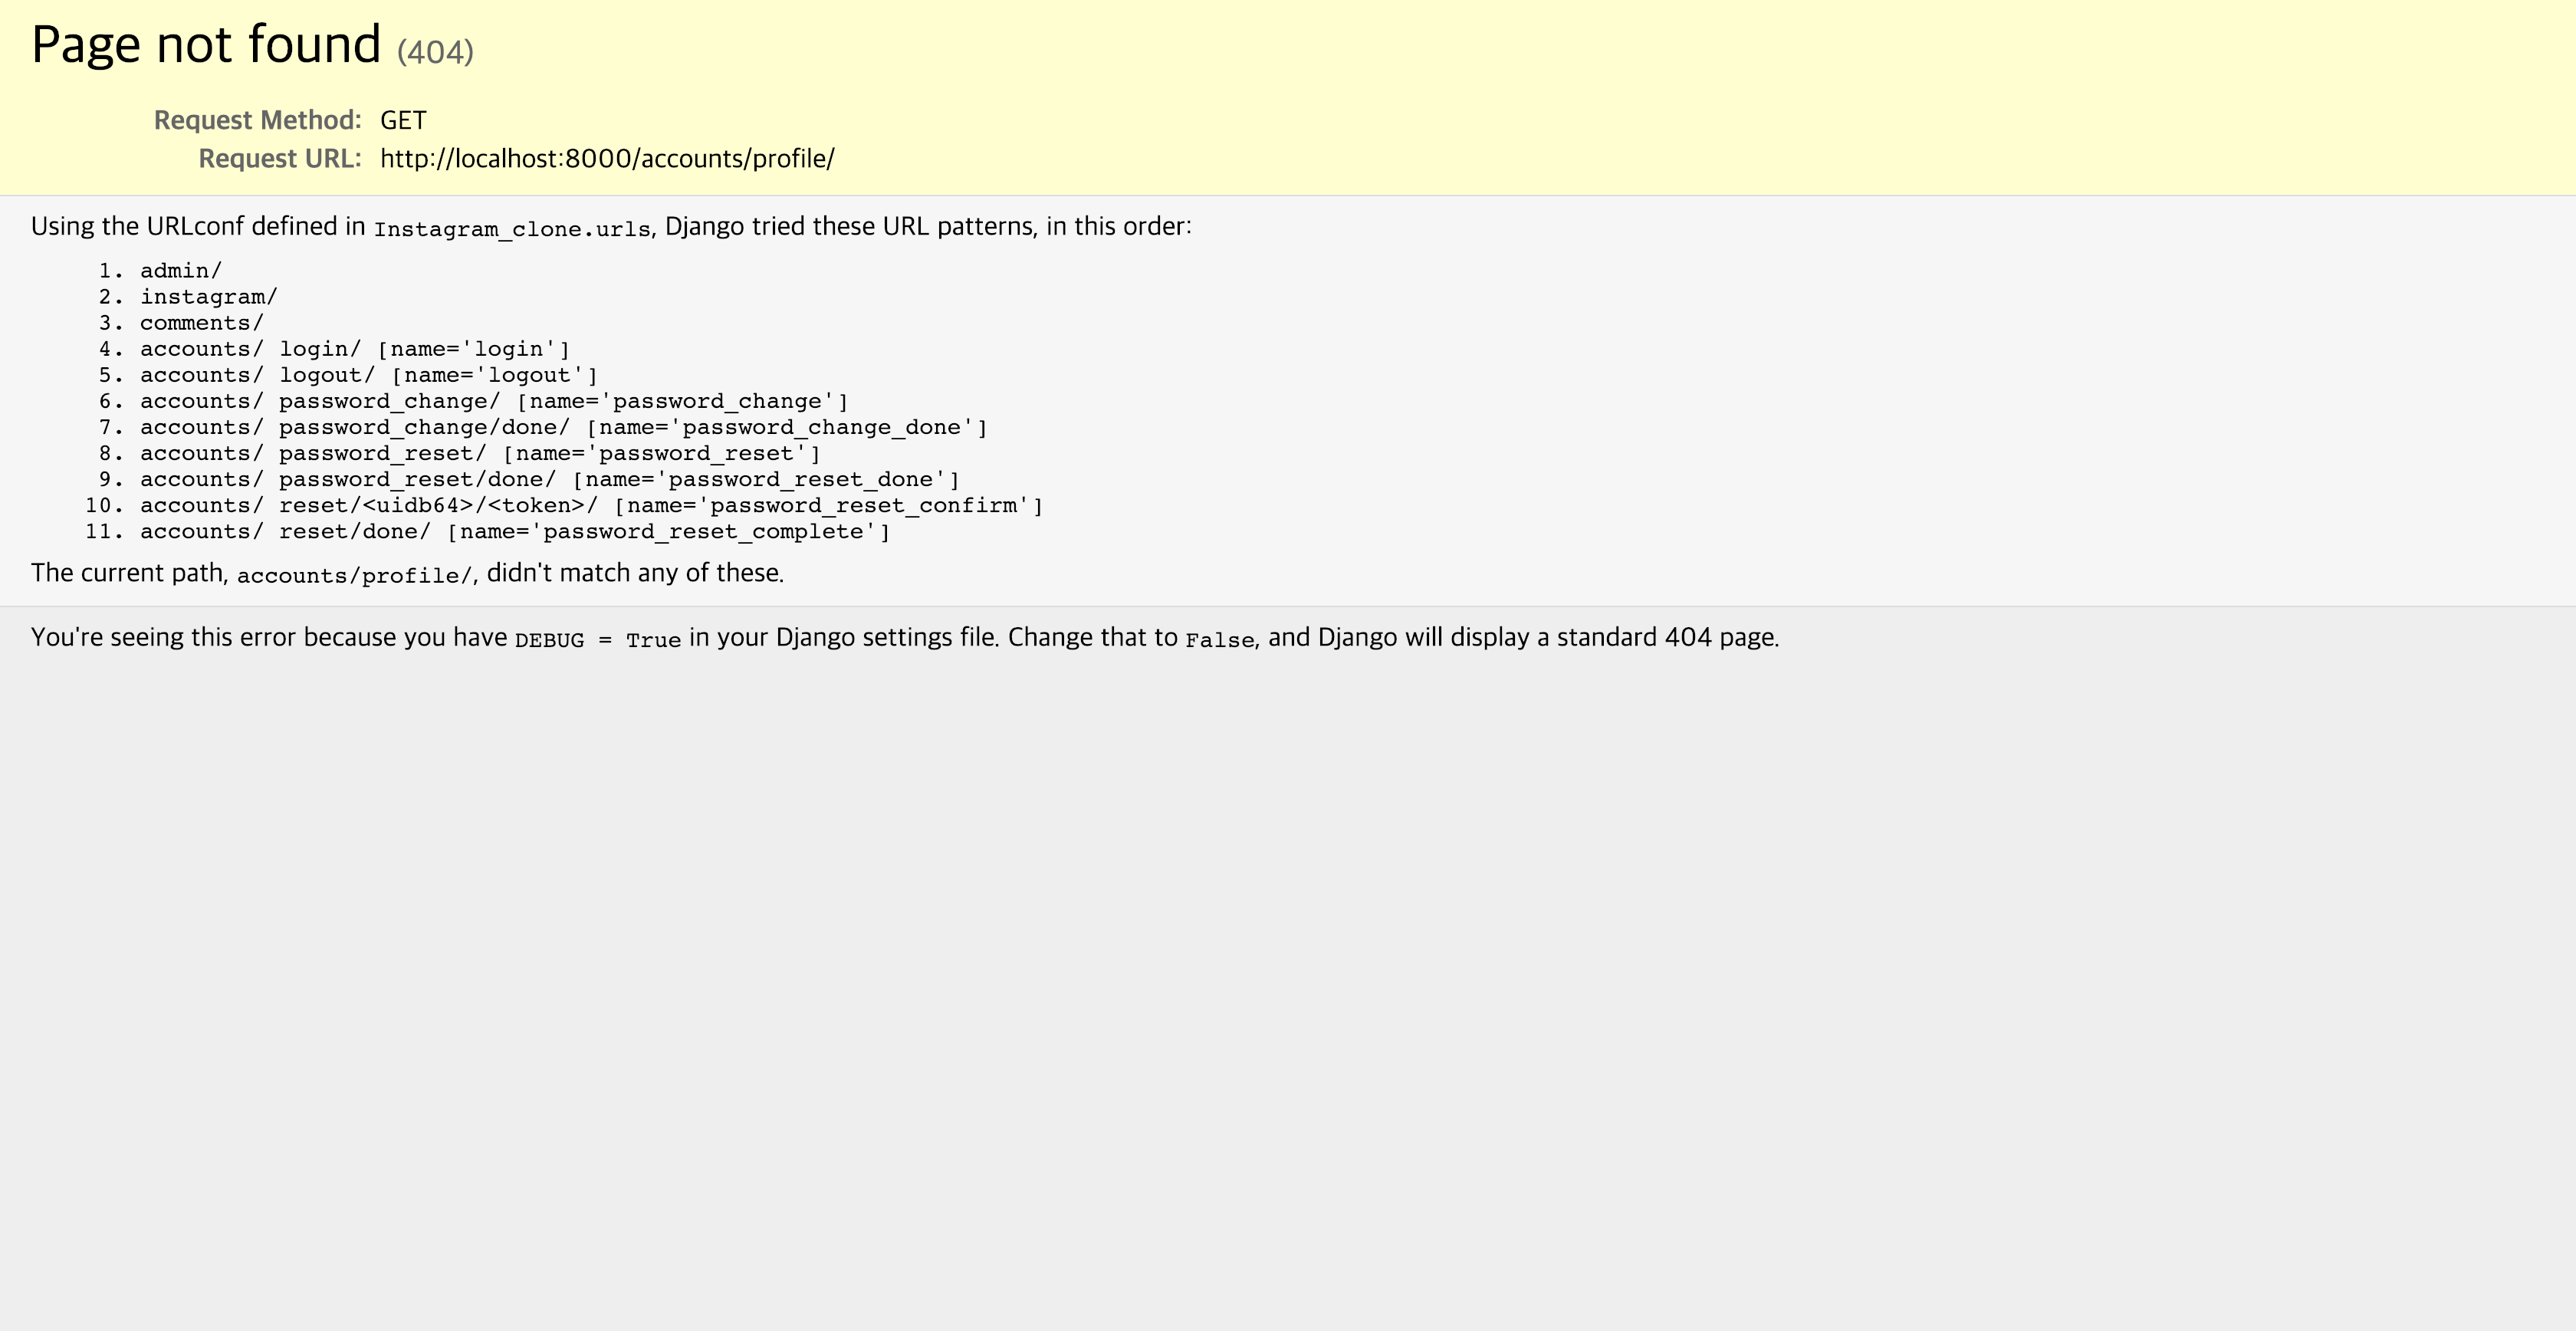 Page not found (404)
Request Method: GET
Request URL: http://localhost:8000/accounts/profile/
Using the URLconf defined in Instagram_clone.urls, Django tried these URL patterns, in this order:
1. admin/
2. instagram/
3. comments/
4. accounts/ login/ [name='login']
5. accounts/ logout/ [name='logout']
6. accounts/ password_change/ [name='password_change']
7. accounts/ password_change/done/ [name='password_change_done']
8. accounts/ password_reset/ [name='password_reset']
9. accounts/ password_reset/done/ [name='password_reset_done']
10. accounts/ reset/<uidb64>/<token>/ [name='password_reset_confirm']
11. accounts/ reset/done/ [name='password_reset_complete']
The current path, accounts/profile/, didn't match any of these.
You're seeing this error because you have DEBUG = True in your Django settings file. Change that to False, and Django will display a standard 404 page.